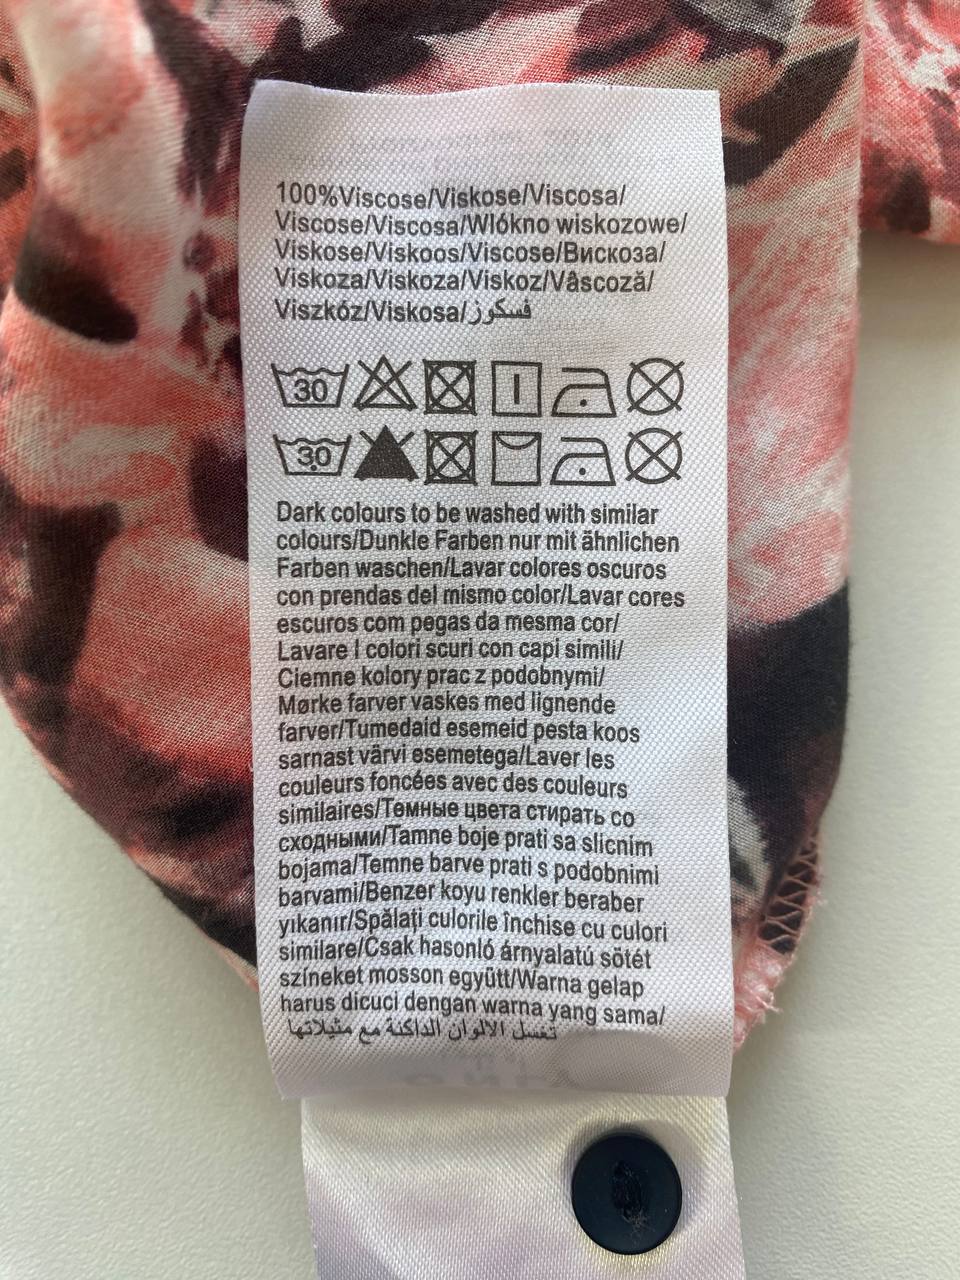 100%Viscose/Viskose/Viscosa/
Viscose/Viscosa/Wlókno wiskozowe/
Viskose/Viskoos/Viscose/Вискоза/
Viskoza/Viskoza/Viskoz/Vâscoză/
Viszkóz/Viskosa/فسكوز
30
30
Dark colours to be washed with similar
colours/Dunkle Farben nur mit ähnlichen
Farben waschen/Lavar colores oscuros
con prendas del mismo color/Lavar cores
escuros com pegas da mesma cor/
Lavare I colori scuri con capi simili/
Ciemne kolory prac z podobnymi/
Mørke farver vaskes med lignende
farver/Tumedaid esemeid pesta koos
sarnast värvi esemetega/Laver les
couleurs foncées avec des couleurs
similaires/Темные цвета стирать со
сходными/Tamne boje prati sa slicnim
bojama/Temne barve prati s podobnimi
barvami/Benzer koyu renkler beraber
yıkanır/Spălați culorile închise cu culori
similare/Csak hasonló árnyalatú sötét
színeket mosson együtt/Warna gelap
harus dicuci dengan warna yang sama/
تغسل الالوان الداكنة مع مثيلاتها